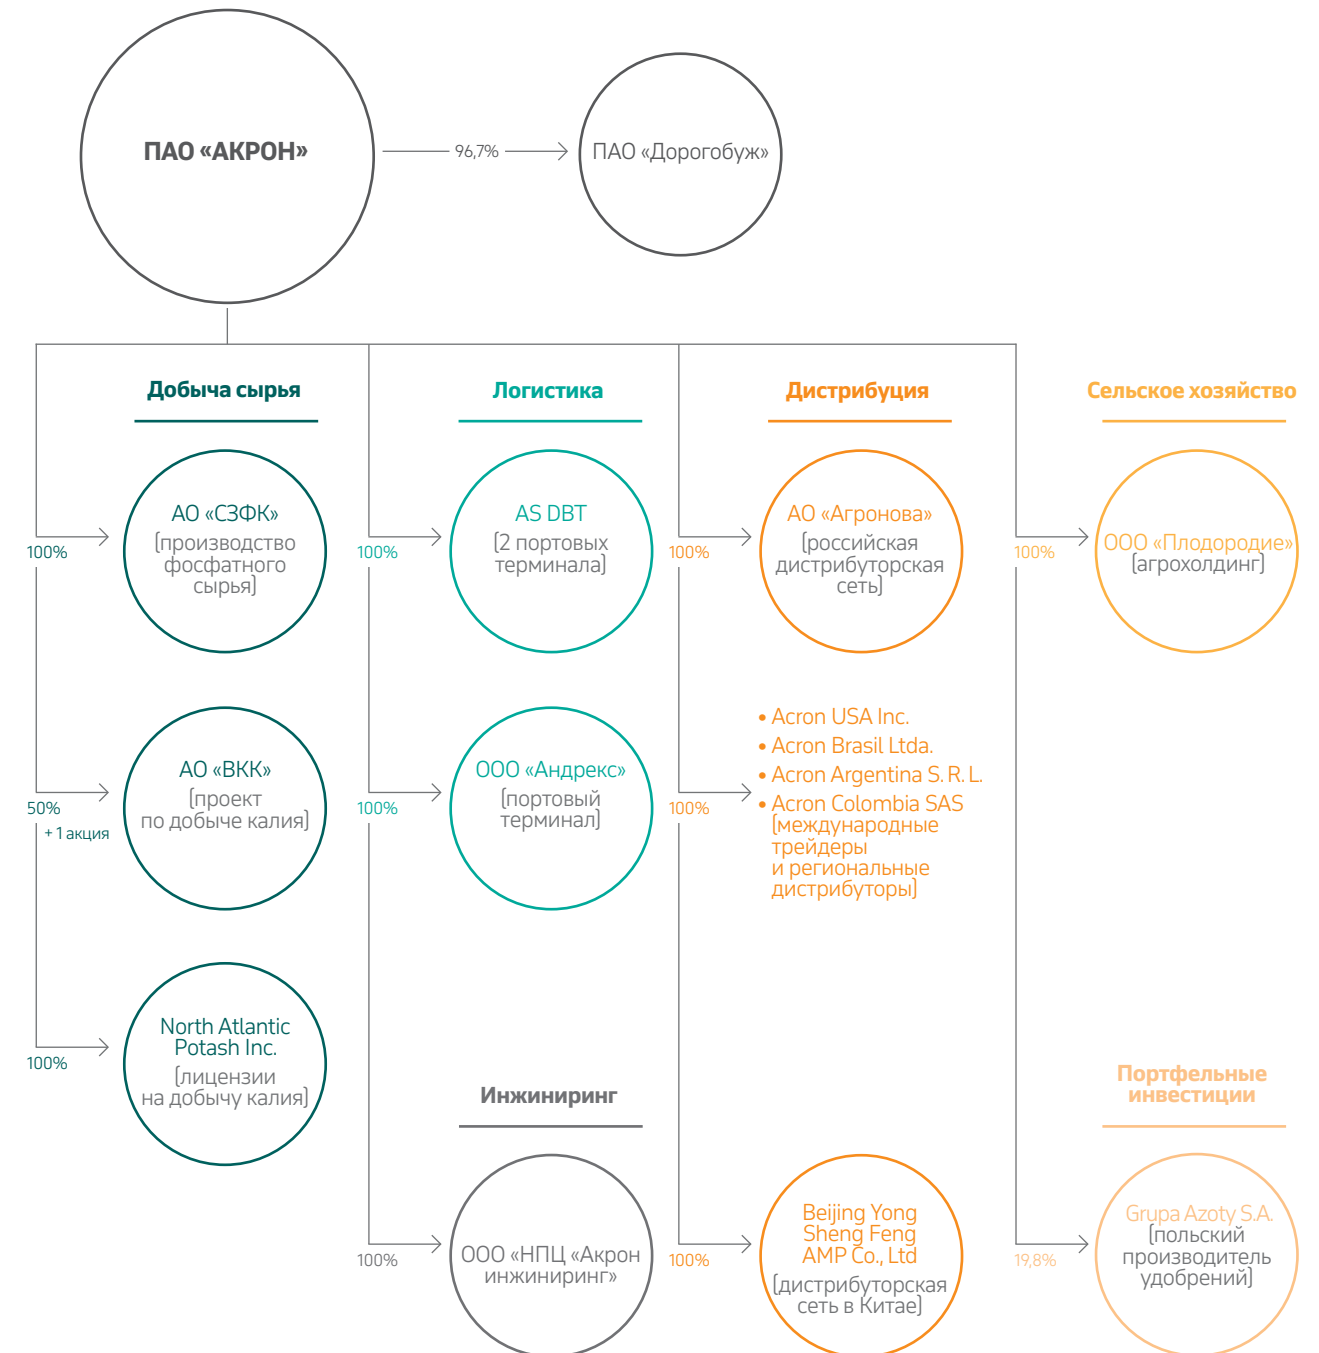 ПАО «АКРОН»
96,7%
ПАО «Дорогобуж»
Добыча сырья
100%
АО «СЗФК»
(производство
фосфатного
сырья)
50%
+ 1 акция
АО «ВКК»
(проект
по добыче калия)
100%
North Atlantic
Potash Inc.
(лицензии
на добычу калия)
Логистика
100%
AS DBT
(2 портовых
терминала)
100%
ООО «Андрекс»
(портовый
терминал)
Инжиниринг
100%
ООО «НПЦ «Акрон
инжиниринг»
Дистрибуция
100%
АО «Агронова»
(российская
дистрибуторская
сеть)
100%
• Acron USA Inc.
• Acron Brasil Ltda.
• Acron Argentina S. R. L.
• Acron Colombia SAS
(международные
трейдеры
и региональные
дистрибуторы)
100%
Beijing Yong
Sheng Feng
AMP Co., Ltd
(дистрибуторская
сеть в Китае)
Сельское хозяйство
100%
ООО «Плодородие»
(агрохолдинг)
Портфельные
инвестиции
19,8%
Grupa Azoty S.A.
(польский
производитель
удобрений)